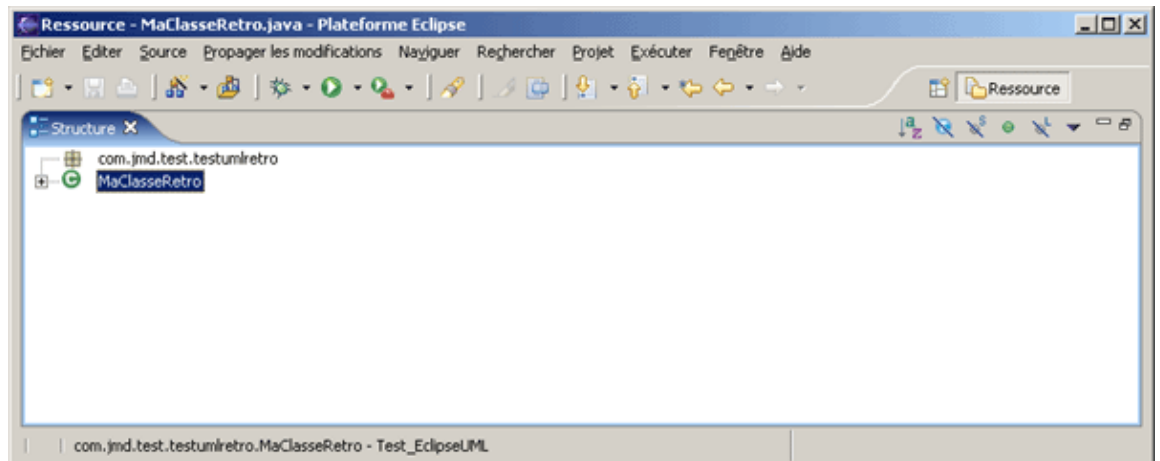 Ressource - MaClasseRetro.java - Plateforme Eclipse
Fichier Editer Source Propager les modifications Naviguer Rechercher Projet Exécuter Fenêtre Aide
Ressource
Structure
com.jmd.test.testumlretro
MaClasseRetro
com.jmd.test.testumlretro.MaClasseRetro - Test_EclipseUML